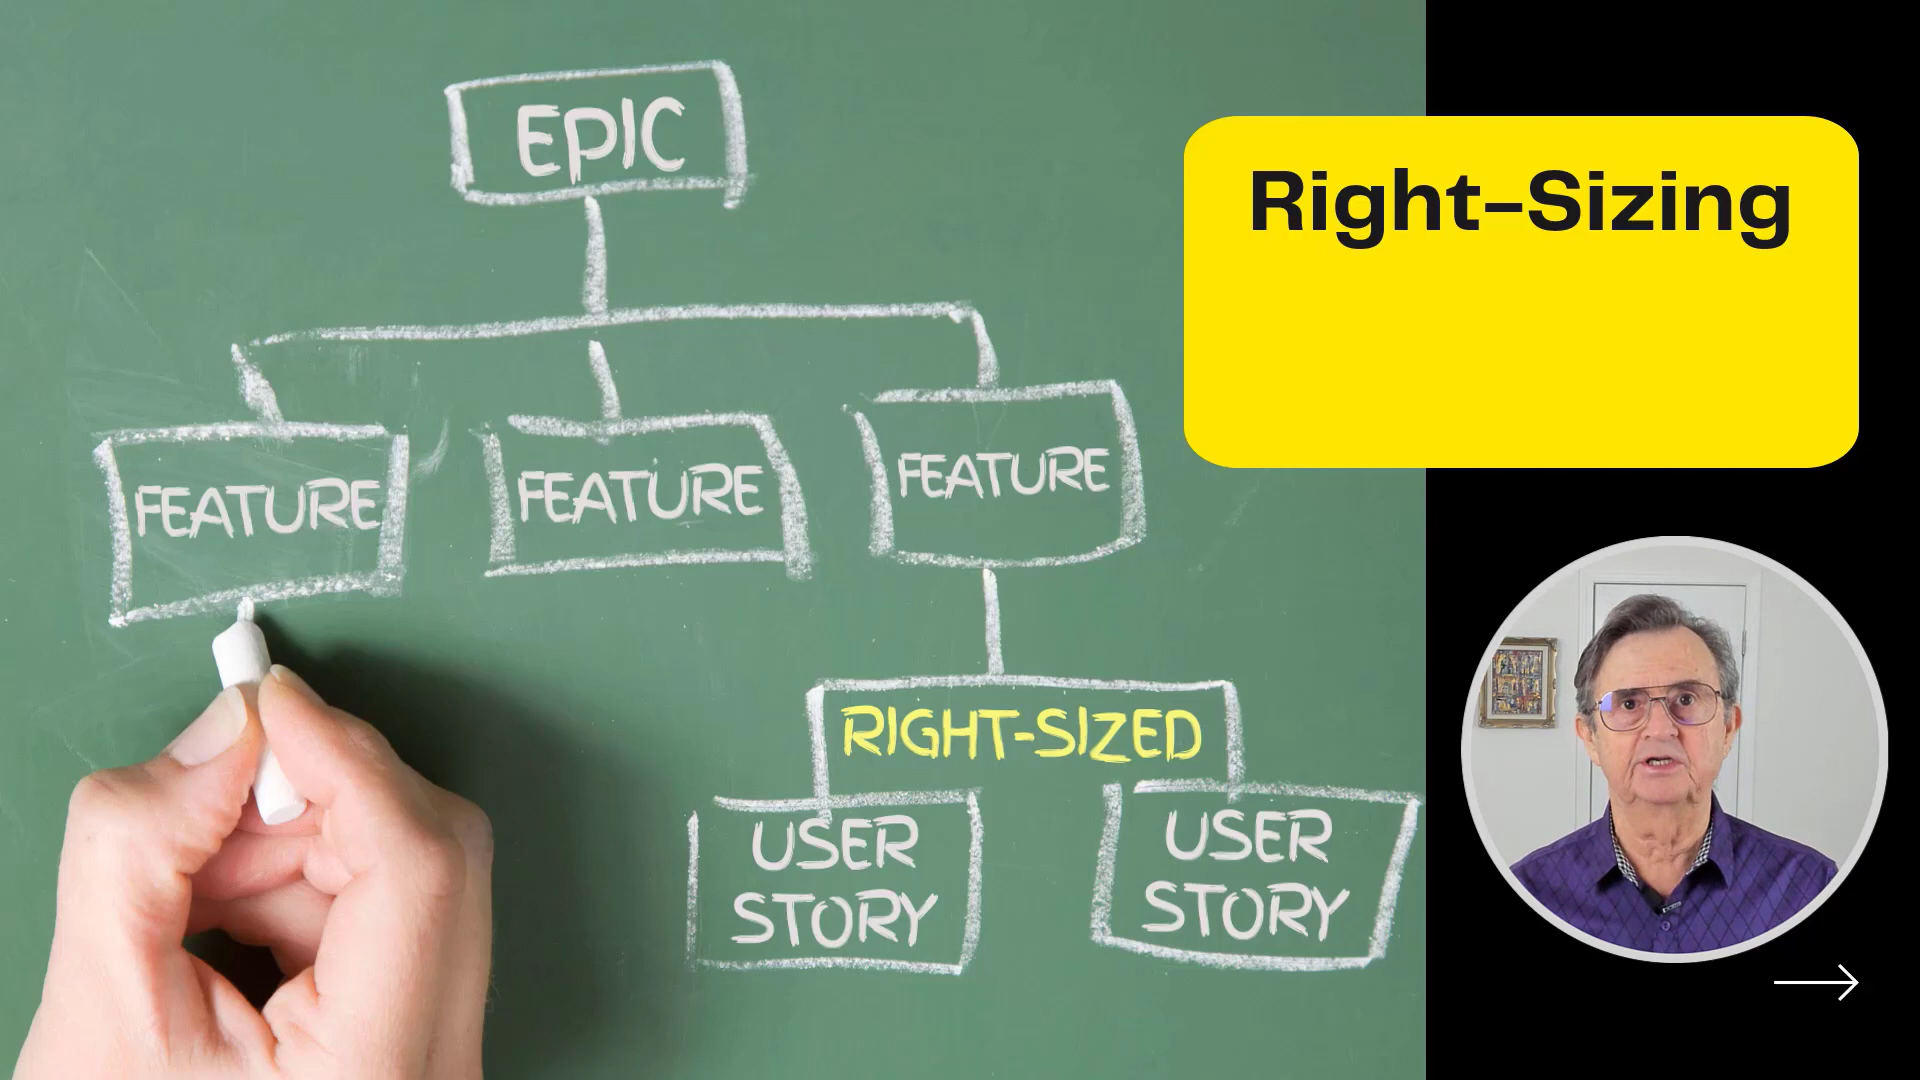 EPIC
Right-Sizing
FEATURE
FEATURE
FEATURE
RIGHT-SIZED
USER
STORY
USER
STORY